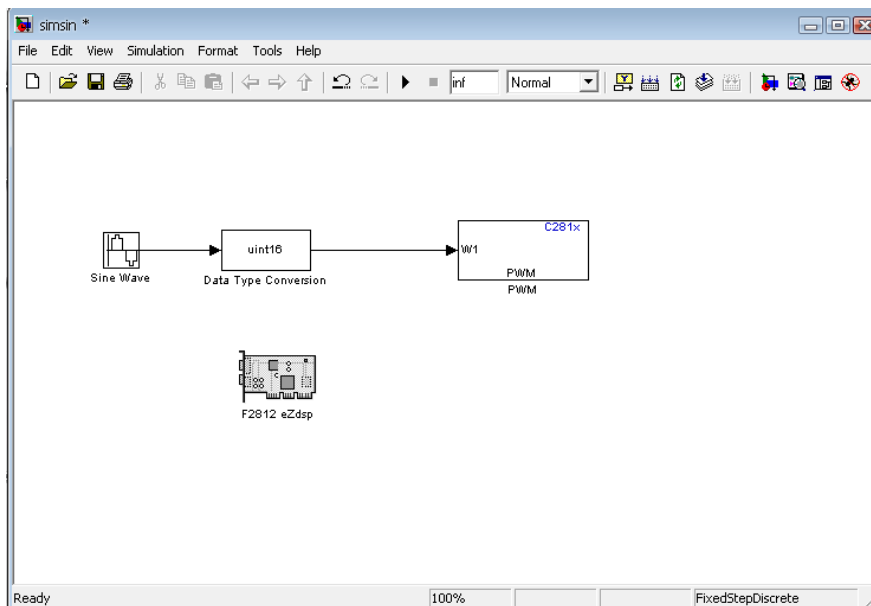 simsin *
File Edit View Simulation Format Tools Help
inf Normal
C281x
uint16
W1
PWM
Sine Wave
Data Type Conversion
PWM
F2812 eZdsp
Ready 100% FixedStepDiscrete